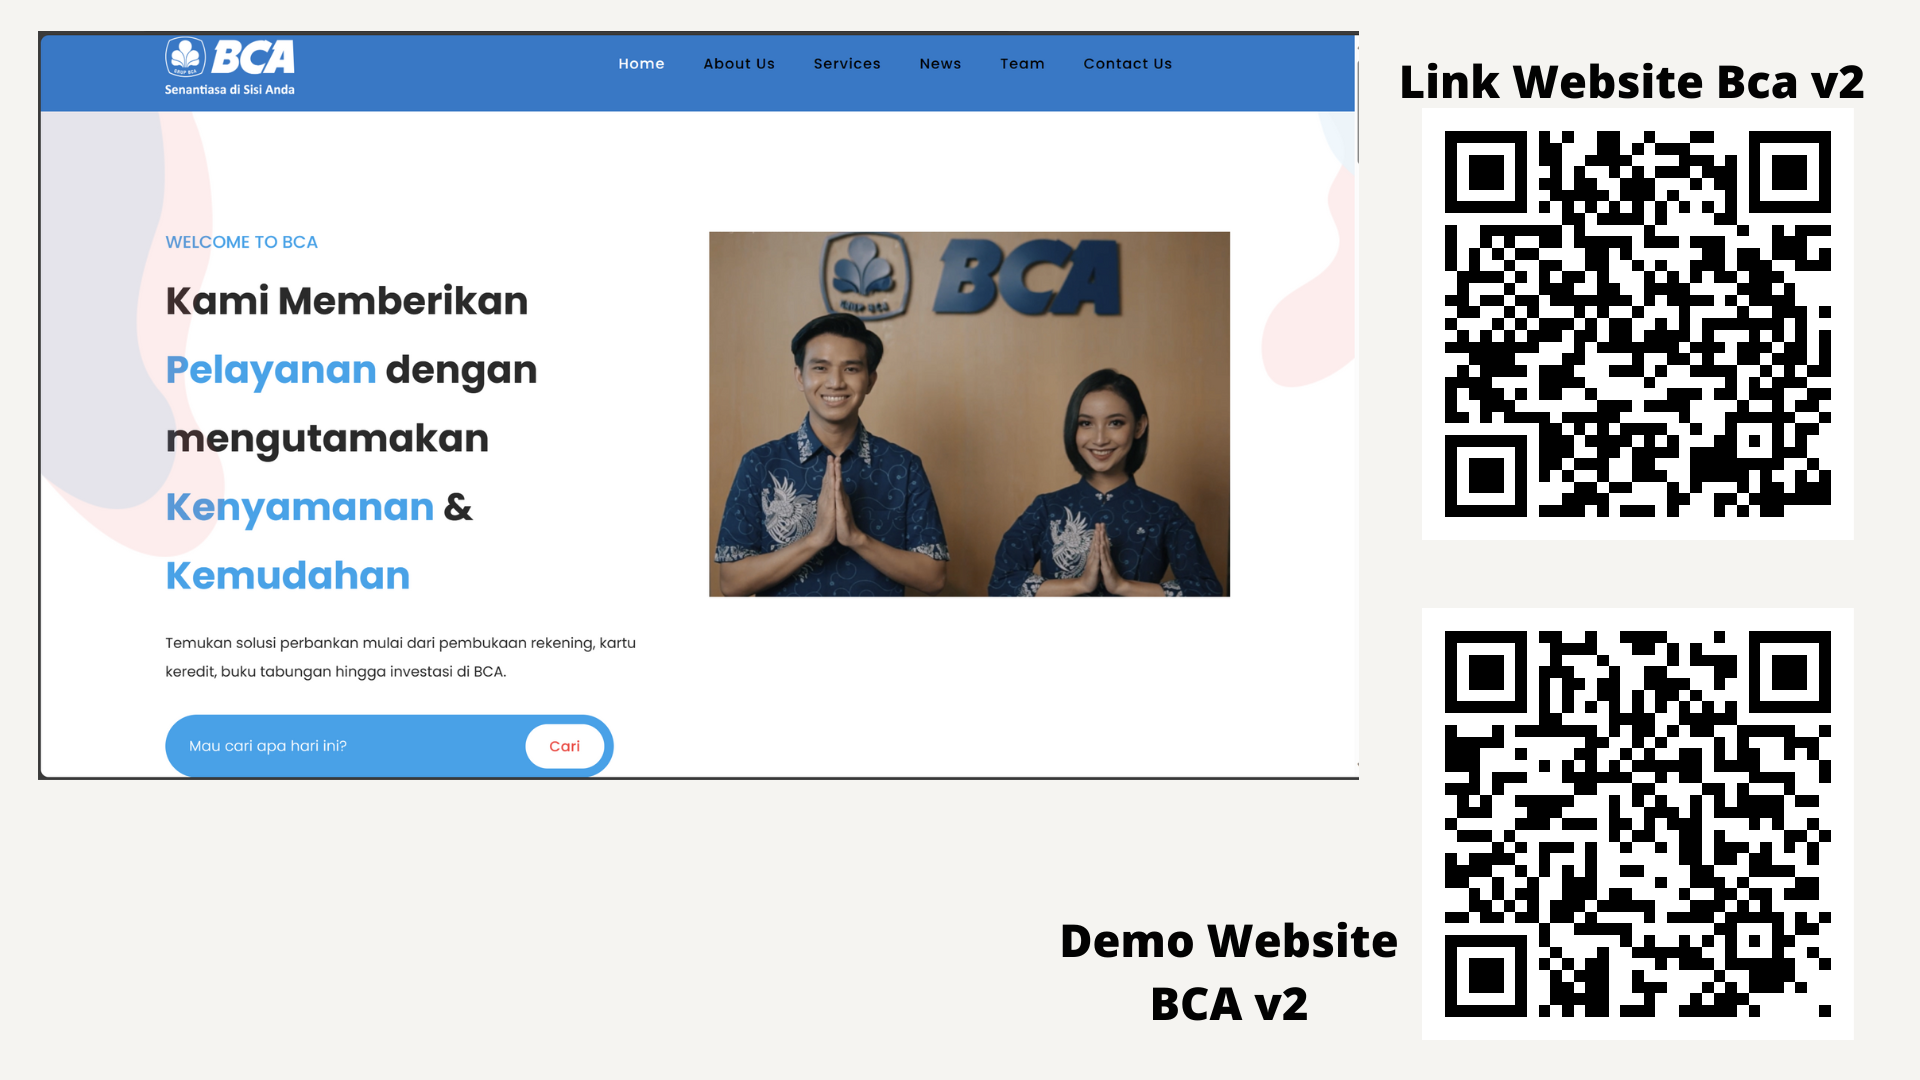 BCA
Senantiasa di Sisi Anda
Home About Us Services News Team Contact Us
Link Website Bca v2
WELCOME TO BCA
Kami Memberikan
Pelayanan dengan
mengutamakan
Kenyamanan &
Kemudahan
BCA
Temukan solusi perbankan mulai dari pembukaan rekening, kartu
keredit, buku tabungan hingga investasi di BCA.
Mau cari apa hari ini? Cari
Demo Website
BCA v2